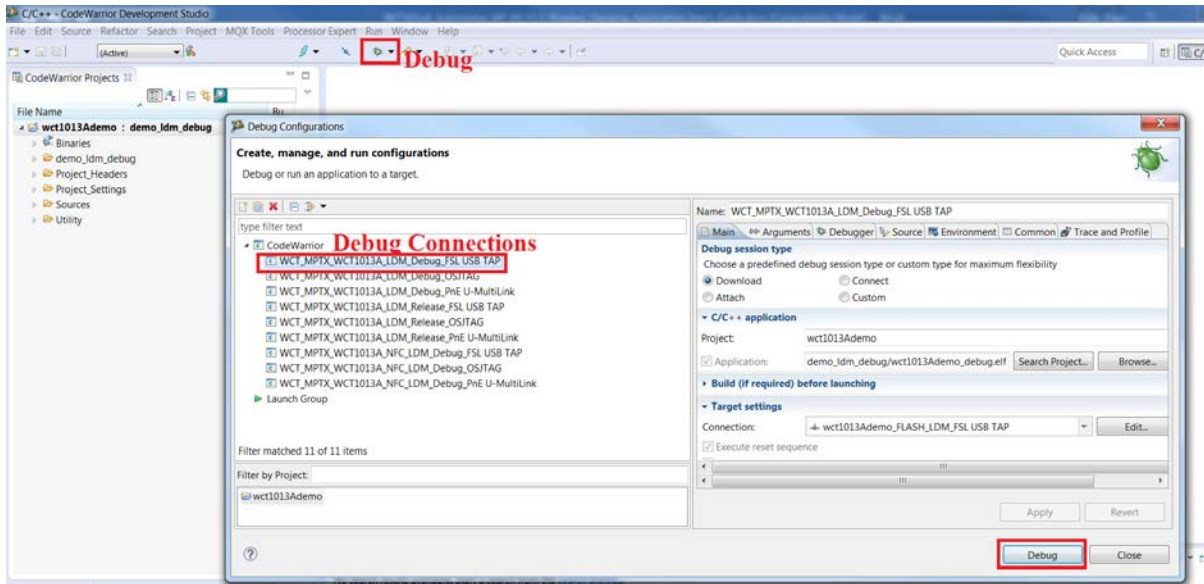 C/C++ - CodeWarrior Development Studio
File Edit Source Refactor Search Project MQX Tools Processor Expert Run Window Help
(Active)
Debug
Quick Access
C/
CodeWarrior Projects
File Name
Ru
wct1013Ademo : demo_ldm_debug
Binaries
demo_ldm_debug
Project_Headers
Project_Settings
Sources
Utility
Debug Configurations
Create, manage, and run configurations
Debug or run an application to a target.
type filter text
CodeWarrior
Debug Connections
WCT_MPTX_WCT1013A_LDM_Debug_FSL USB TAP
WCT_MPTX_WCT1013A_LDM_Debug_OSJTAG
WCT_MPTX_WCT1013A_LDM_Debug_PnE U-MultiLink
WCT_MPTX_WCT1013A_LDM_Release_FSL USB TAP
WCT_MPTX_WCT1013A_LDM_Release_OSJTAG
WCT_MPTX_WCT1013A_LDM_Release_PnE U-MultiLink
WCT_MPTX_WCT1013A_NFC_LDM_Debug_FSL USB TAP
WCT_MPTX_WCT1013A_NFC_LDM_Debug_OSJTAG
WCT_MPTX_WCT1013A_NFC_LDM_Debug_PnE U-MultiLink
Launch Group
Filter matched 11 of 11 items
Filter by Project:
wct1013Ademo
Name: WCT_MPTX_WCT1013A_LDM_Debug_FSL USB TAP
Main Arguments Debugger Source Environment Common Trace and Profile
Debug session type
Choose a predefined debug session type or custom type for maximum flexibility
Download Connect
Attach Custom
C/C++ application
Project: wct1013Ademo
Application: demo_ldm_debug/wct1013Ademo_debug.elf Search Project... Browse...
Build (if required) before launching
Target settings
Connection: wct1013Ademo_FLASH_LDM_FSL USB TAP Edit...
Execute reset sequence
Apply Revert
Debug Close